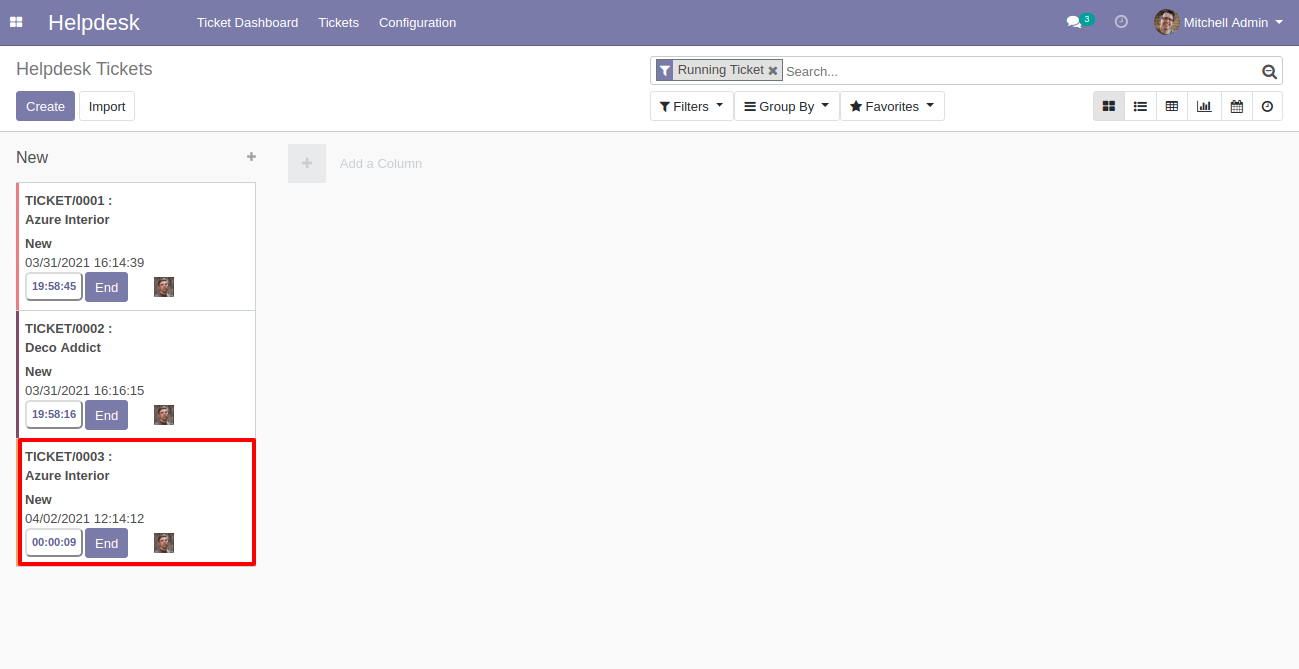 Helpdesk Ticket Dashboard Tickets Configuration 3 Mitchell Admin
Helpdesk Tickets
Running Ticket Search...
Create Import
Filters Group By Favorites
New
Add a Column
TICKET/0001 :
Azure Interior
New
03/31/2021 16:14:39
19:58:45 End
TICKET/0002 :
Deco Addict
New
03/31/2021 16:16:15
19:58:16 End
TICKET/0003 :
Azure Interior
New
04/02/2021 12:14:12
00:00:09 End